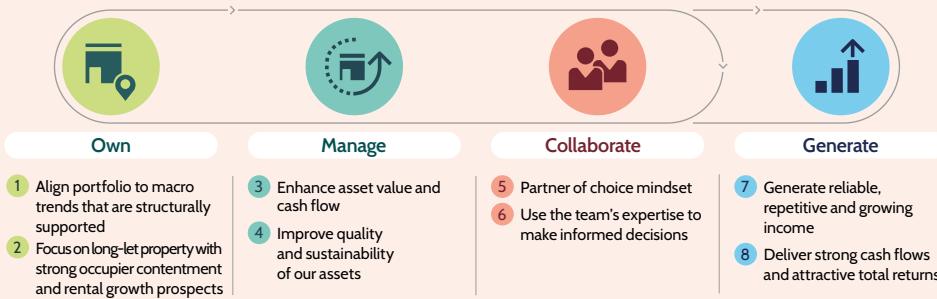 Own
1 Align portfolio to macro
trends that are structurally
supported
2 Focus on long-let property with
strong occupier contentment
and rental growth prospects
Manage
3 Enhance asset value and
cash flow
4 Improve quality
and sustainability
of our assets
Collaborate
5 Partner of choice mindset
6 Use the team's expertise to
make informed decisions
Generate
7 Generate reliable,
repetitive and growing
income
8 Deliver strong cash flows
and attractive total returns